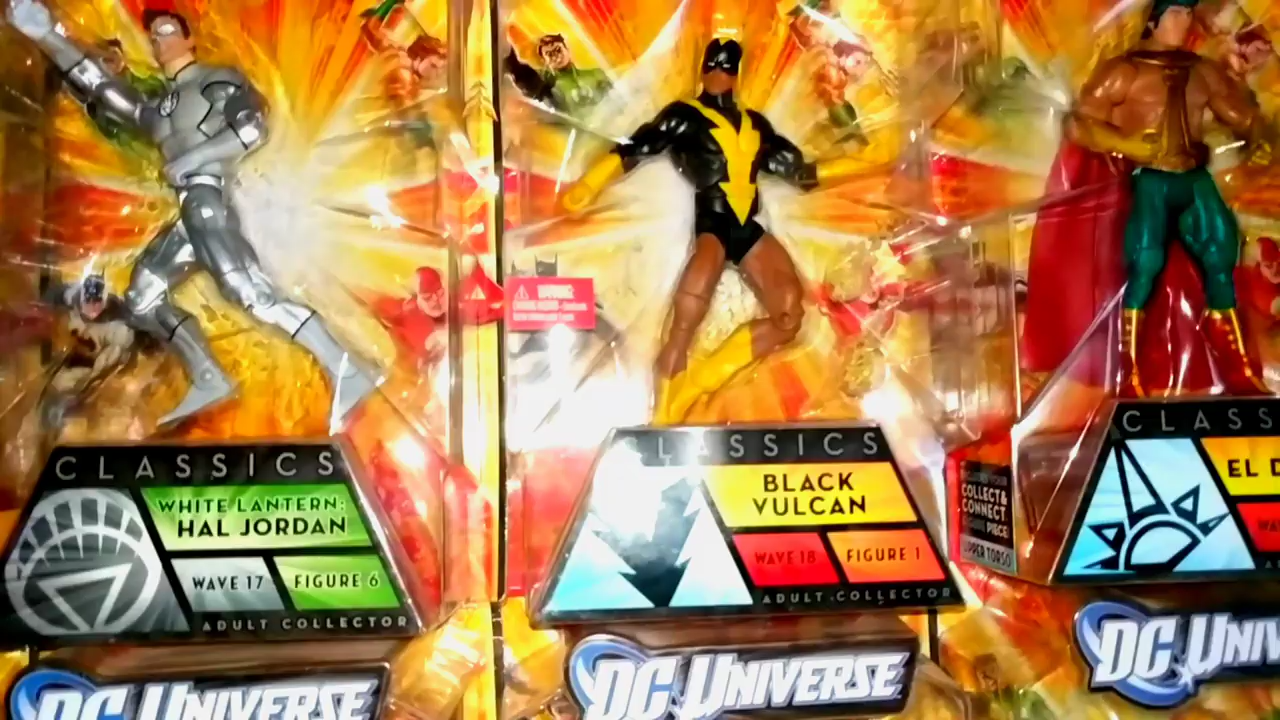 CLASSICS
WHITE LANTERN:
HAL JORDAN
WAVE 17
FIGURE 6
ADULT COLLECTOR
DC UNIVERSE
WARNING:
CLASSICS
BLACK
VULCAN
WAVE 18
FIGURE 1
ADULT COLLECTOR
DC UNIVERSE
COLLECT&
CONNECT
PIECE!
UPPER TORSO
CLASS
EL D
WA
A
DC UNIV